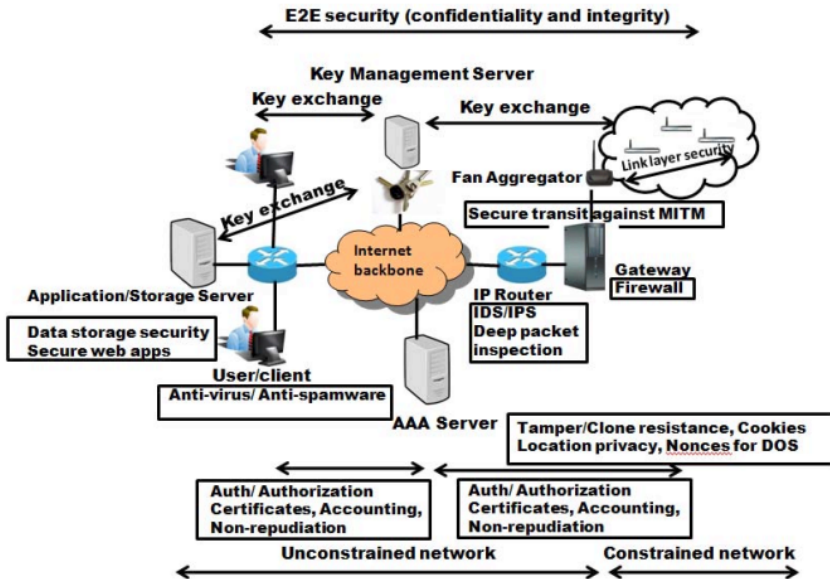 E2E security (confidentiality and integrity)
Key Management Server
Key exchange
Key exchange
Link layer security
Fan Aggregator
Key exchange
Secure transit against MITM
Internet
backbone
Gateway
Firewall
Application/Storage Server
IP Router
IDS/IPS
Deep packet
inspection
Data storage security
Secure web apps
User/client
Anti-virus/ Anti-spamware
AAA Server
Tamper/Clone resistance, Cookies
Location privacy, Nonces for DOS
Auth/ Authorization
Certificates, Accounting,
Non-repudiation
Auth/ Authorization
Certificates, Accounting,
Non-repudiation
Unconstrained network
Constrained network